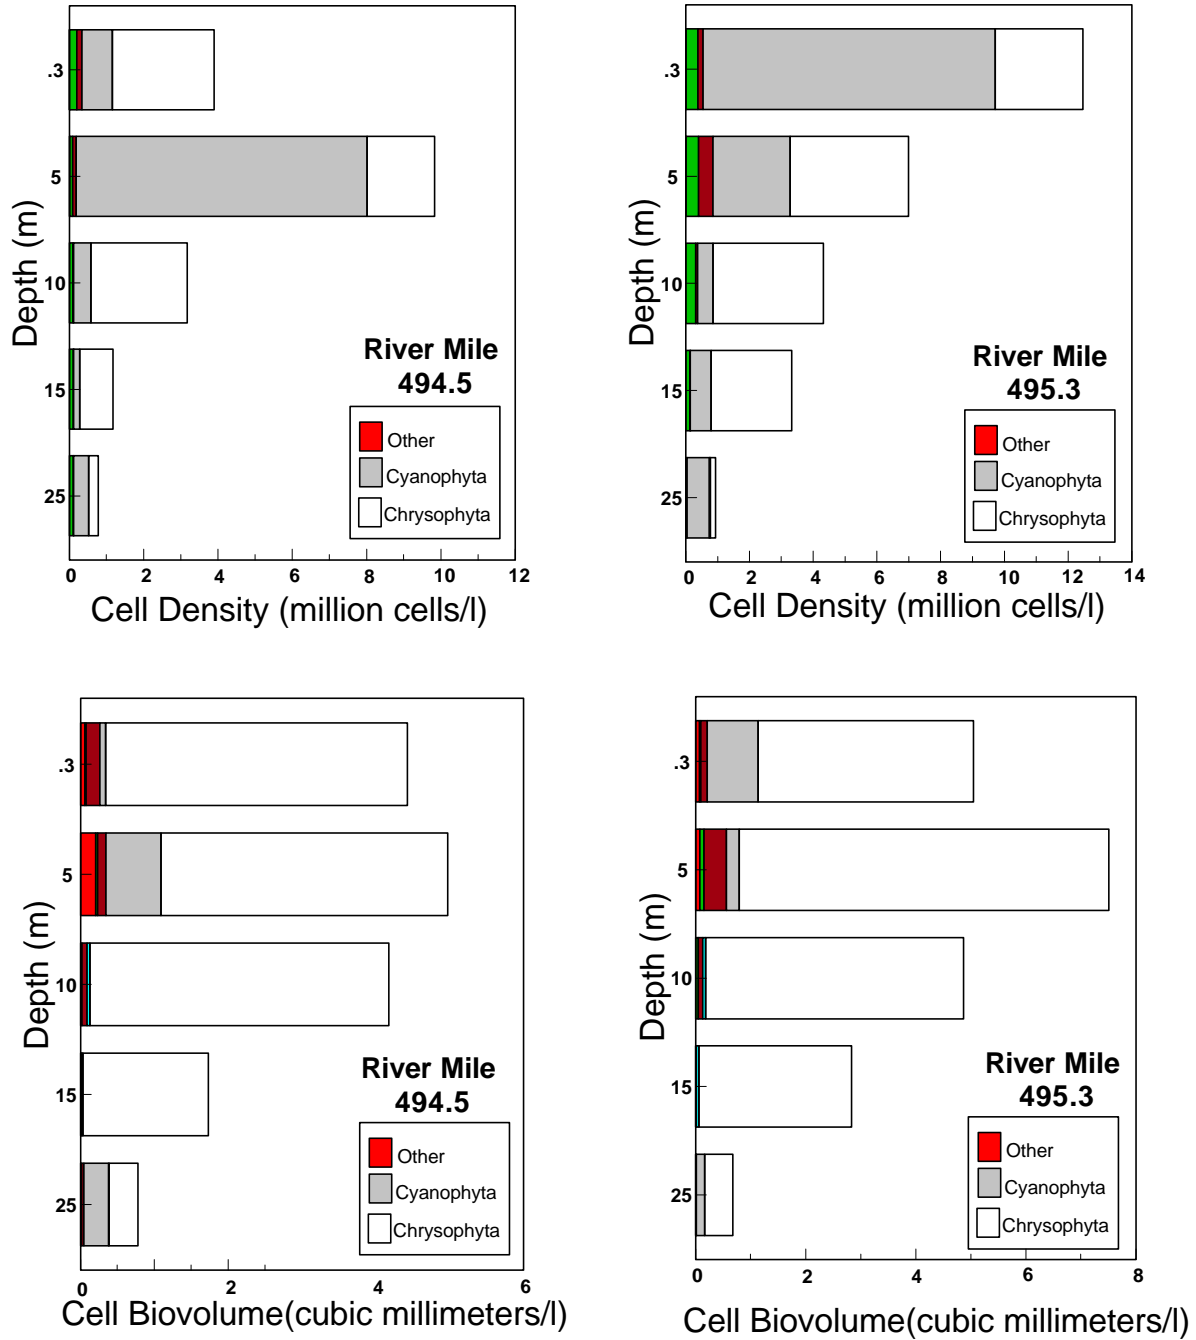 .3
5
10
15
25
Depth (m)
River Mile
494.5
Other
Cyanophyta
Chrysophyta
0 2 4 6 8 10 12
Cell Density (million cells/l)
.3
5
10
15
25
Depth (m)
River Mile
495.3
Other
Cyanophyta
Chrysophyta
0 2 4 6 8 10 12 14
Cell Density (million cells/l)
.3
5
10
15
25
Depth (m)
River Mile
494.5
Other
Cyanophyta
Chrysophyta
0 2 4 6
Cell Biovolume(cubic millimeters/l)
.3
5
10
15
25
Depth (m)
River Mile
495.3
Other
Cyanophyta
Chrysophyta
0 2 4 6 8
Cell Biovolume(cubic millimeters/l)